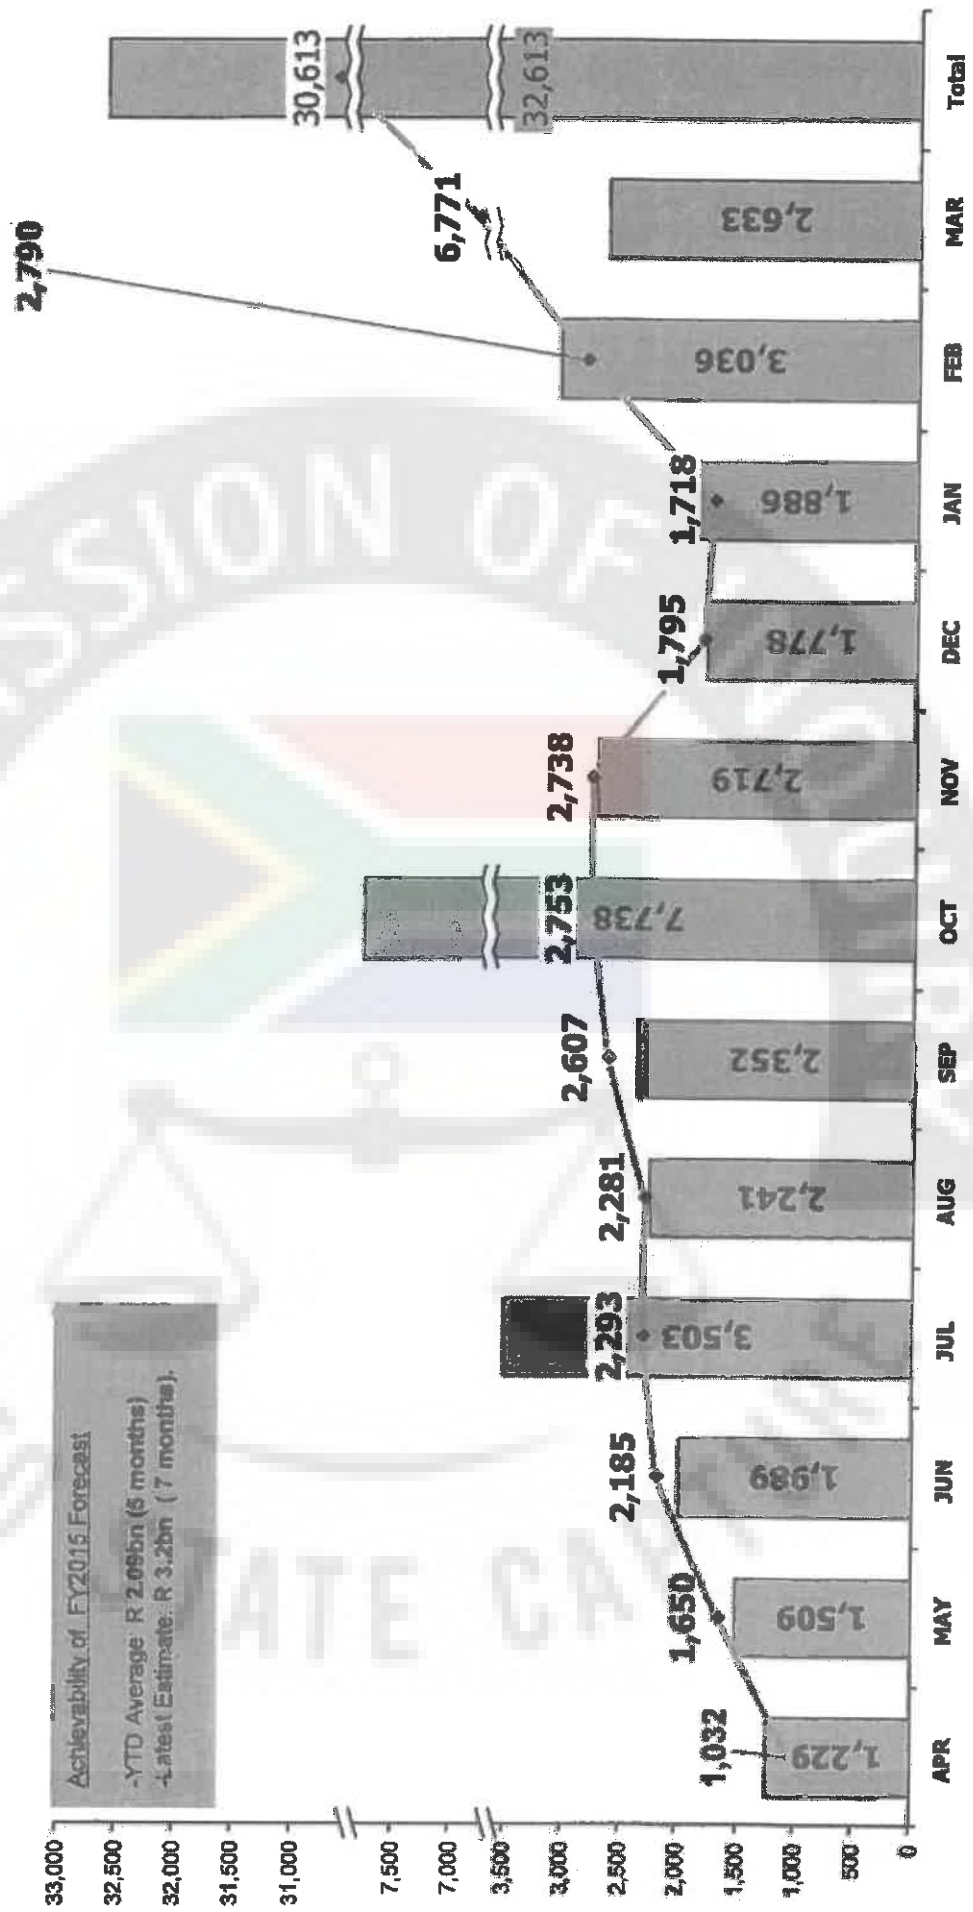 Achievability of FY2015 Forecast
-YTD Average R 2.09bn (5 months)
-Latest Estimate: R 3.2bn ( 7 months).
33,000
32,500
32,000
31,500
31,000
7,500
7,000
3,500
3,000
2,500
2,000
1,500
1,000
500
0
1,032
1,650
2,185
2,293
2,281
2,607
2,753
2,738
1,795
1,718
2,790
6,771
30,613
1,229
1,509
1,989
3,503
2,241
2,352
7,738
2,719
1,778
1,886
3,036
2,633
32,613
APR
MAY
JUN
JUL
AUG
SEP
OCT
NOV
DEC
JAN
FEB
MAR
Total
SSION OF